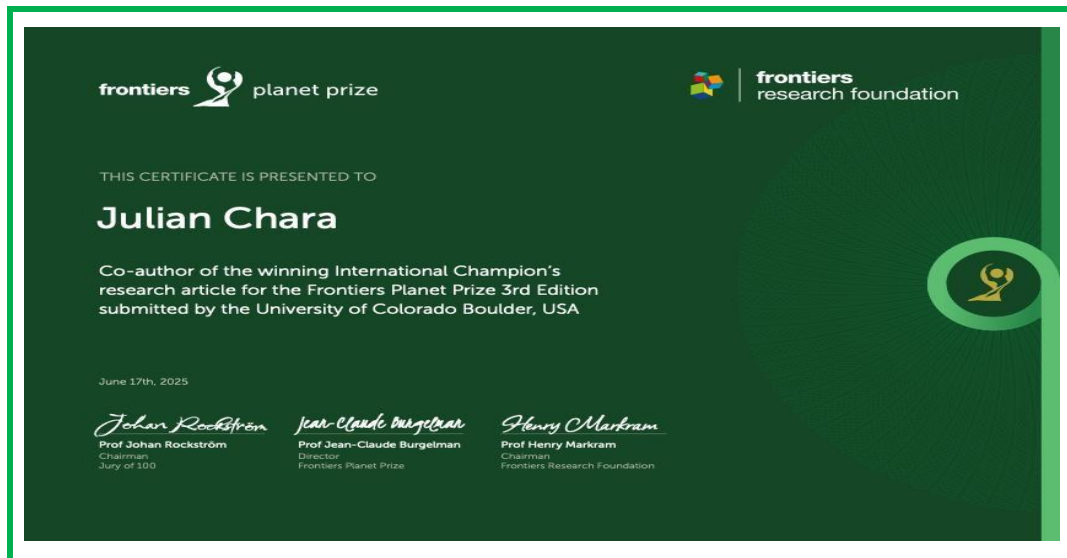 frontiers planet prize
frontiers
research foundation
THIS CERTIFICATE IS PRESENTED TO
Julian Chara
Co-author of the winning International Champion's
research article for the Frontiers Planet Prize 3rd Edition
submitted by the University of Colorado Boulder, USA
June 17th, 2025
Johan Rockström
Jean-Claude Burgelman
Henry Markram
Prof Johan Rockström
Chairman
Jury of 100
Prof Jean-Claude Burgelman
Director
Frontiers Planet Prize
Prof Henry Markram
Chairman
Frontiers Research Foundation